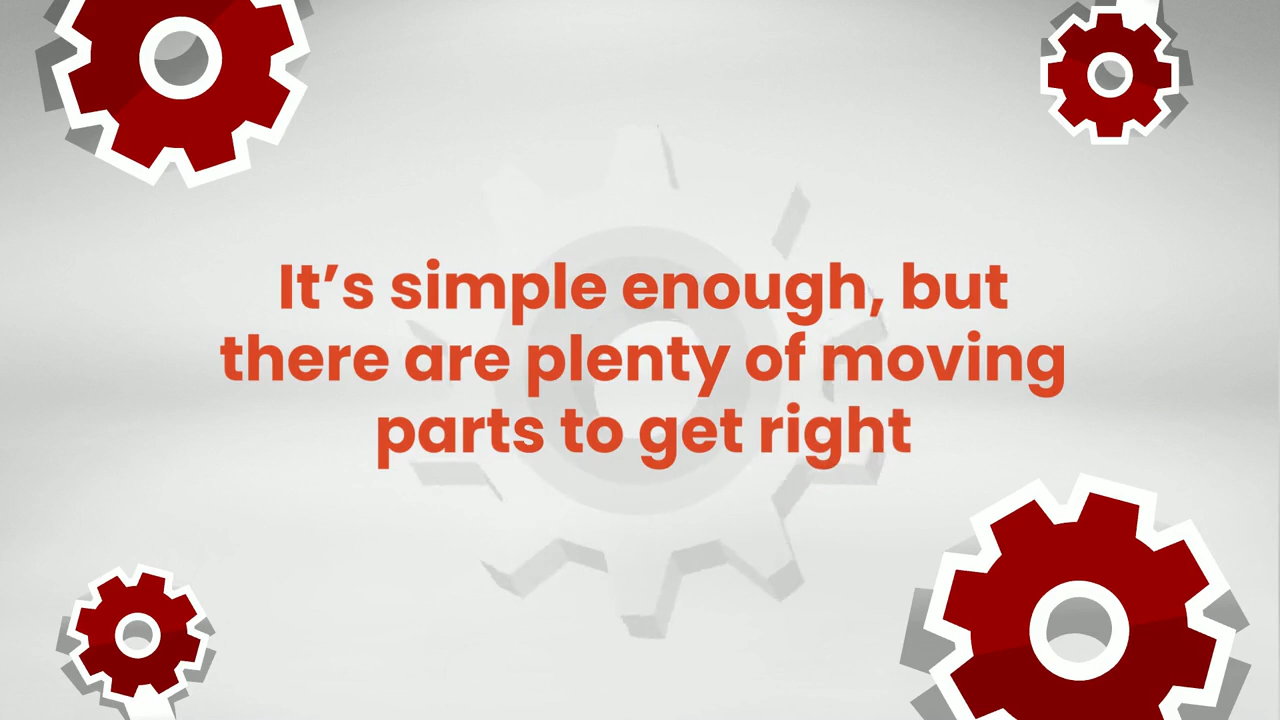 It’s simple enough, but
there are plenty of moving
parts to get right